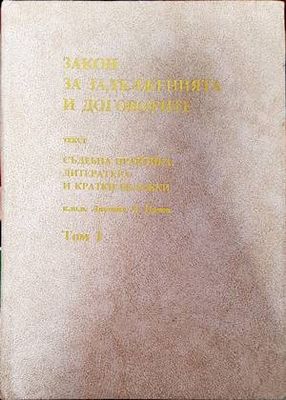 ЗАКОН
ЗА ЗАДЪЛЖЕНИЯТА
И ДОГОВОРИТЕ
ТЕКСТ
СЪДЕБНА ПРАКТИКА
ЛИТЕРАТУРА
И КРАТКИ БЕЛЕЖКИ
к.ю.н.
Том I